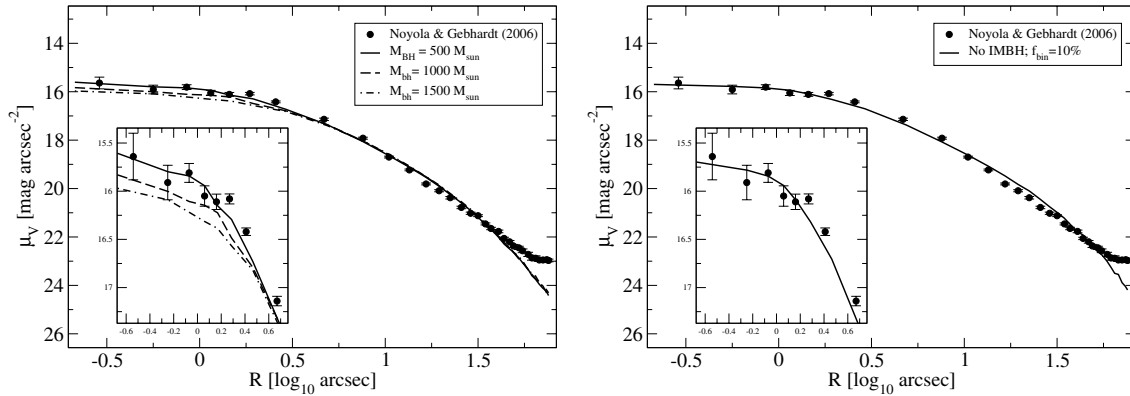 Noyola & Gebhardt (2006)
M_BH = 500 M_sun
M_bh = 1000 M_sun
M_bh = 1500 M_sun
14
16
18
20
22
24
26
μ_V [mag arcsec^-2]
15.5
16
16.5
17
-0.6 -0.4 -0.2 0 0.2 0.4 0.6
-0.5 0 0.5 1 1.5
R [log_10 arcsec]
Noyola & Gebhardt (2006)
No IMBH; f_bin=10%
14
16
18
20
22
24
26
μ_V [mag arcsec^-2]
15.5
16
16.5
17
-0.6 -0.4 -0.2 0 0.2 0.4 0.6
-0.5 0 0.5 1 1.5
R [log_10 arcsec]